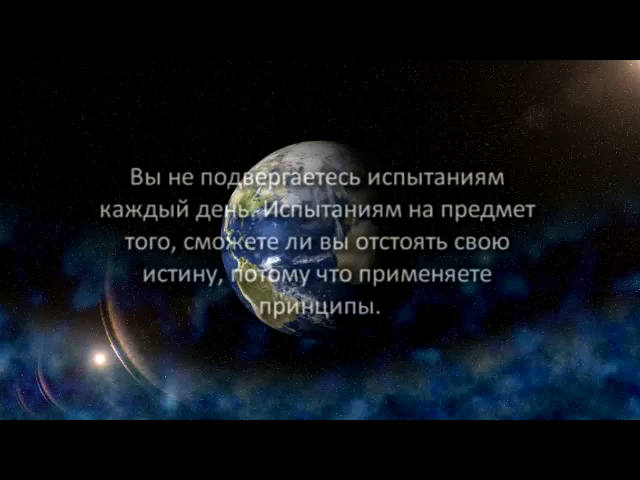 Вы не подвергаетесь испытаниям
каждый день. Испытаниям на предмет
того, сможете ли вы отстоять свою
истину, потому что применяете
принципы.